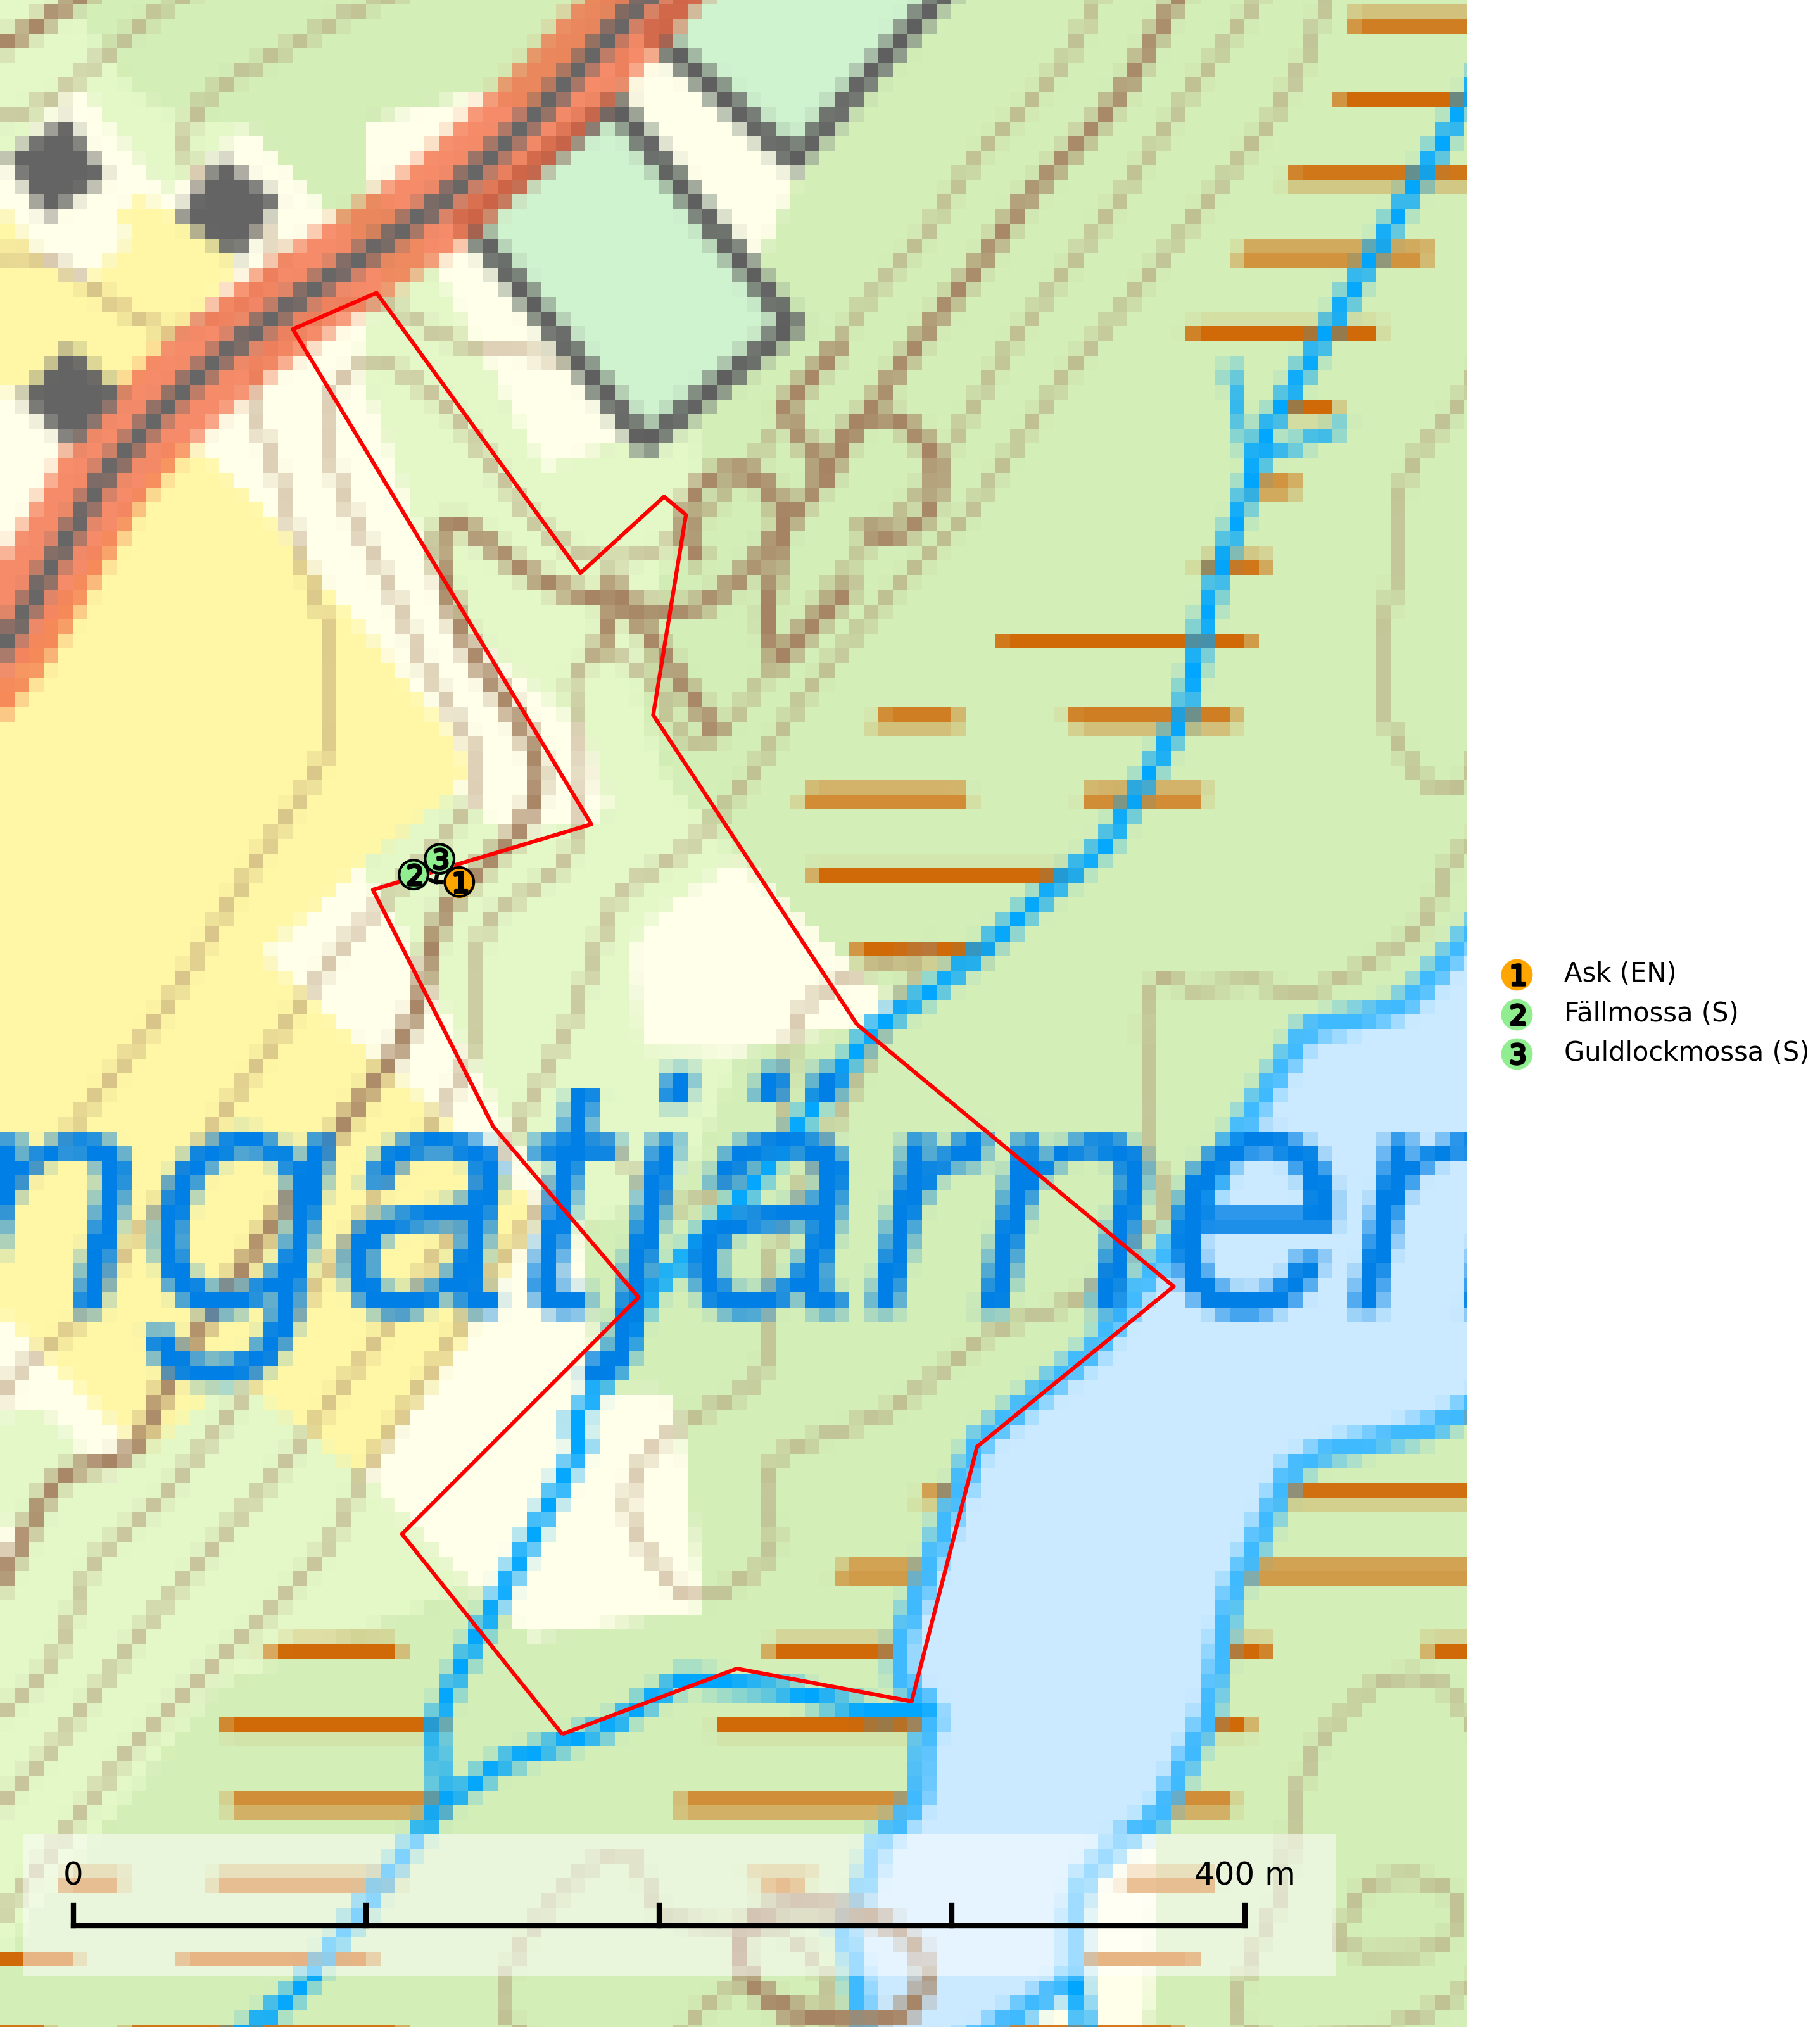 3
2
1
1 Ask (EN)
2 Fällmossa (S)
3 Guldlockmossa (S)
ngatjärner
0 400 m